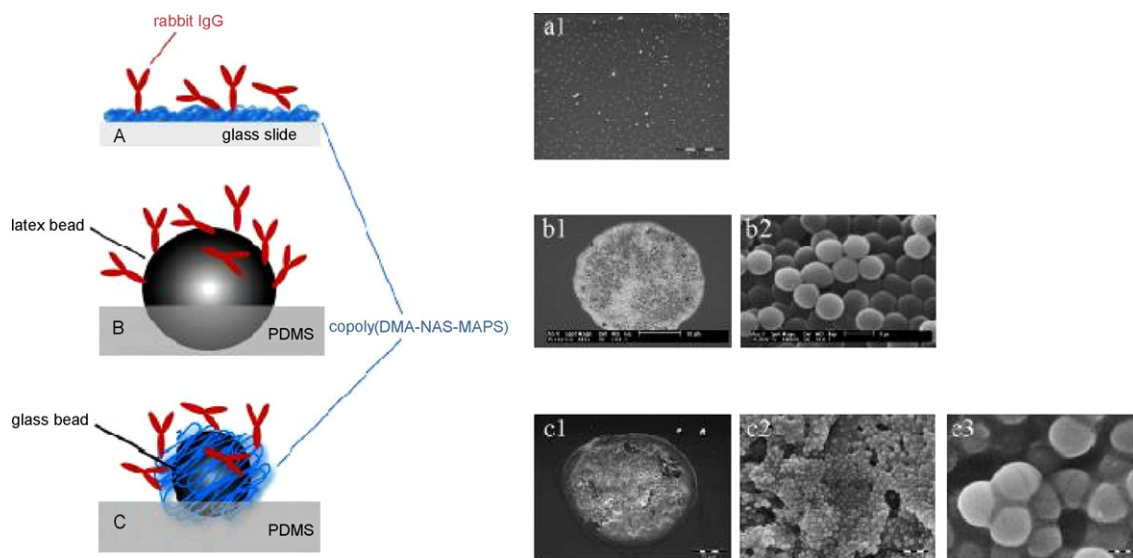 rabbit IgG
A
glass slide
latex bead
B
PDMS
copoly(DMA-NAS-MAPS)
glass bead
C
PDMS
a1
b1
b2
c1
c2
c3